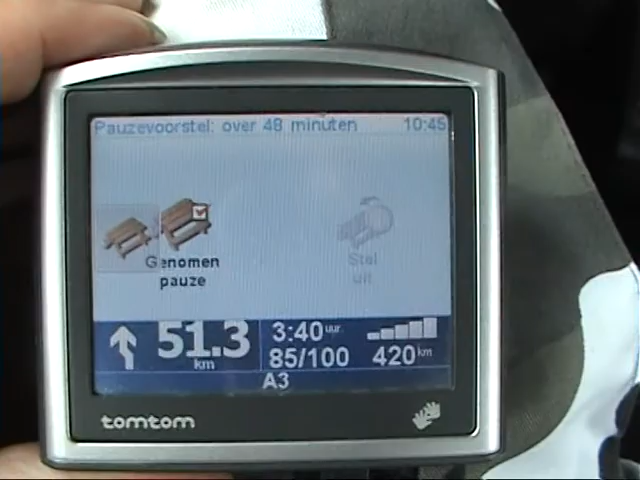 Pauzevoorstel: over 48 minuten 10:45
Genomen
pauze
Stel
uit
51.3 km
3:40 uur
85/100
420 km
A3
tomtom